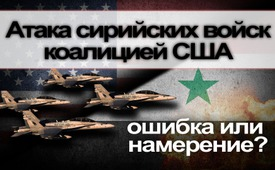 Атака сирийских войск
коалицией США
ошибка или
намерение?